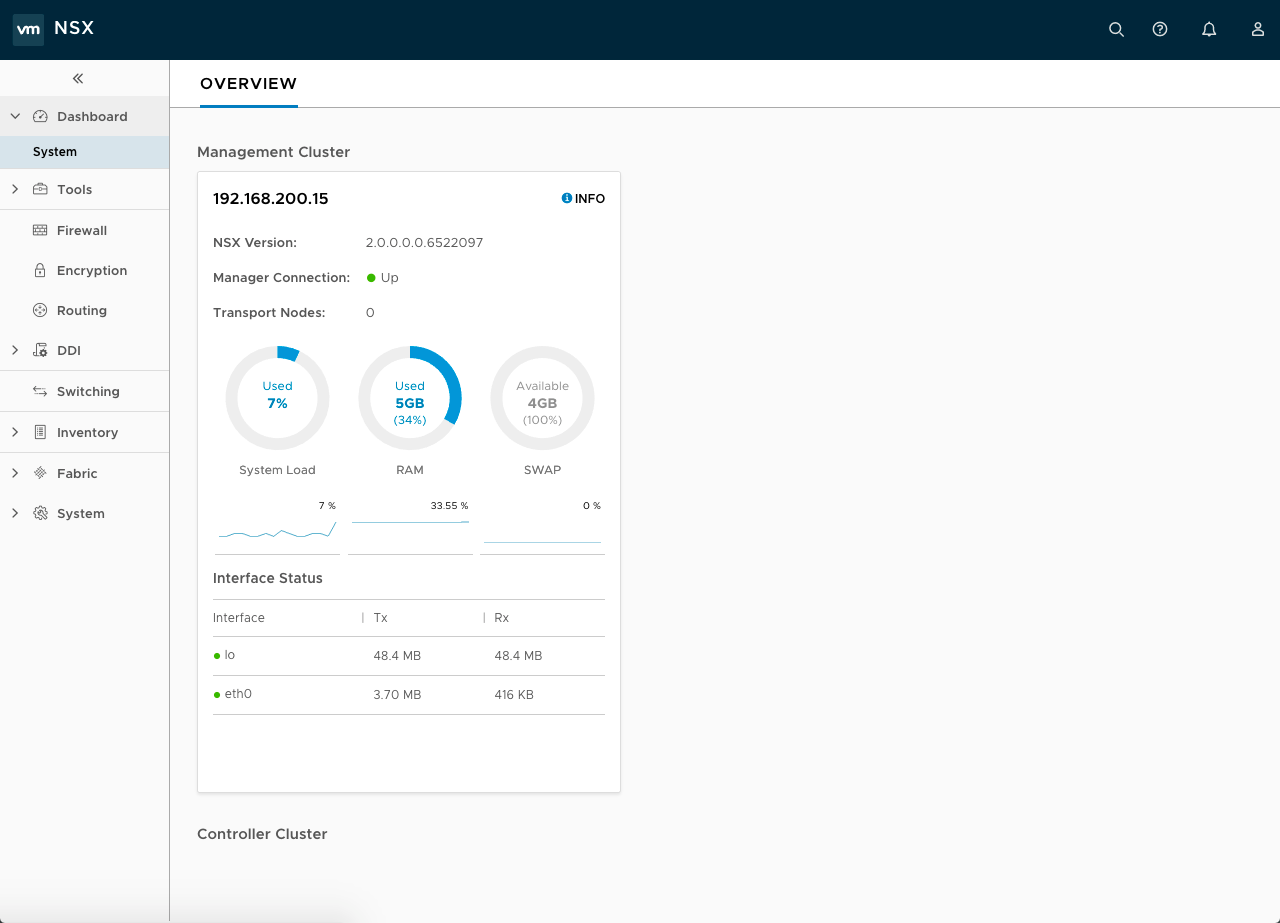 vm NSX
OVERVIEW
Dashboard
System
Tools
Firewall
Encryption
Routing
DDI
Switching
Inventory
Fabric
System
Management Cluster
192.168.200.15 INFO
NSX Version: 2.0.0.0.0.6522097
Manager Connection: Up
Transport Nodes: 0
Used
7%
System Load
Used
5GB
(34%)
RAM
Available
4GB
(100%)
SWAP
7 % 33.55 % 0 %
Interface Status
Interface | Tx | Rx
lo 48.4 MB 48.4 MB
eth0 3.70 MB 416 KB
Controller Cluster